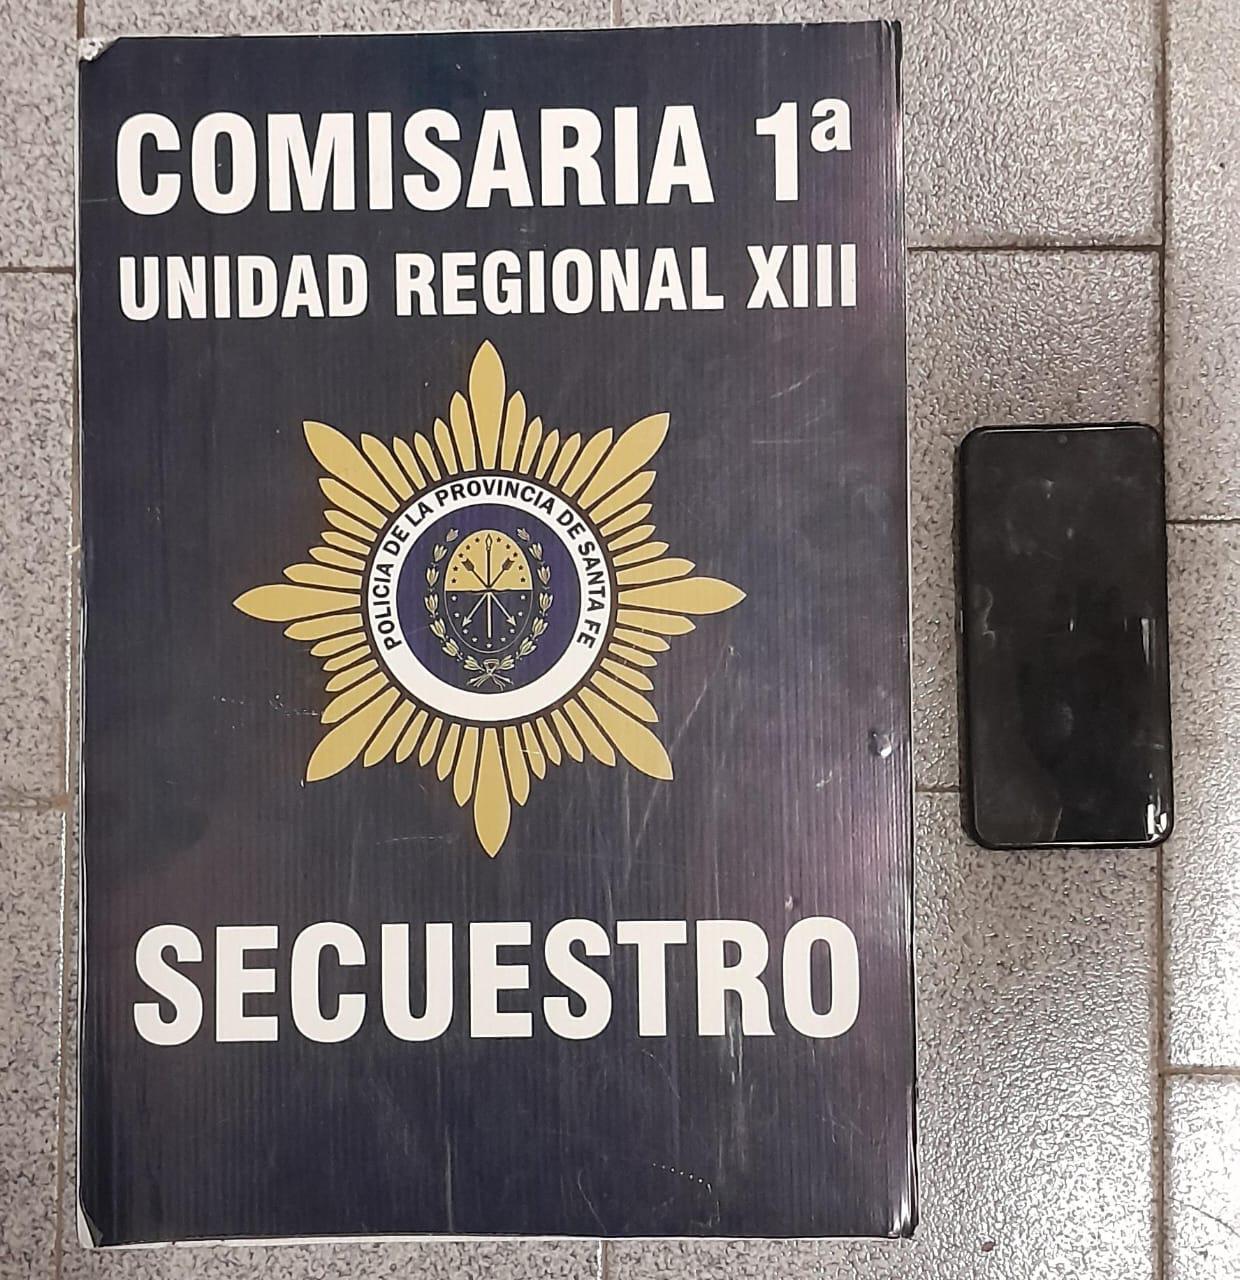 COMISARIA 1ª
UNIDAD REGIONAL XIII
POLICIA DE LA PROVINCIA DE SANTA FE
SECUESTRO